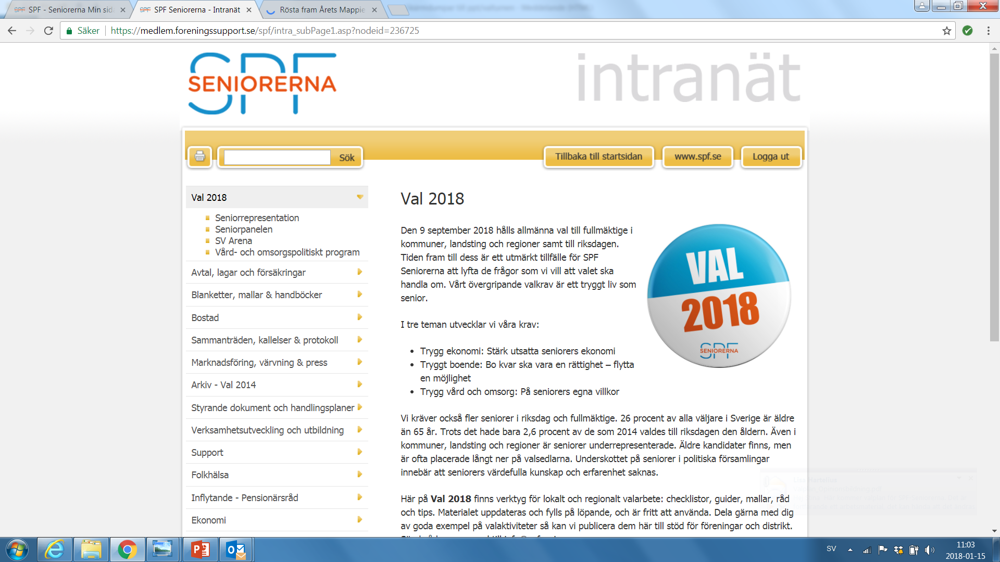 SPF - Seniorerna Min sid
SPF Seniorerna - Intranät
Rösta fram Årets Mappie
Säker
https://medlem.foreningssupport.se/spf/intra_subPage1.asp?nodeid=236725
SPF
SENIORERNA
intranät
Sök
Tillbaka till startsidan
www.spf.se
Logga ut
Val 2018
Seniorrepresentation
Seniorpanelen
SV Arena
Vård- och omsorgspolitiskt program
Avtal, lagar och försäkringar
Blanketter, mallar & handböcker
Bostad
Sammanträden, kallelser & protokoll
Marknadsföring, värvning & press
Arkiv - Val 2014
Styrande dokument och handlingsplaner
Verksamhetsutveckling och utbildning
Support
Folkhälsa
Inflytande - Pensionärsråd
Ekonomi
Val 2018
Den 9 september 2018 hålls allmänna val till fullmäktige i
kommuner, landsting och regioner samt till riksdagen.
Tiden fram till dess är ett utmärkt tillfälle för SPF
Seniorerna att lyfta de frågor som vi vill att valet ska
handla om. Vårt övergripande valkrav är ett tryggt liv som
senior.
I tre teman utvecklar vi våra krav:
• Trygg ekonomi: Stärk utsatta seniorers ekonomi
• Tryggt boende: Bo kvar ska vara en rättighet – flytta
en möjlighet
• Trygg vård och omsorg: På seniorers egna villkor
VAL
2018
SPF
SENIORERNA
Vi kräver också fler seniorer i riksdag och fullmäktige. 26 procent av alla väljare i Sverige är äldre
än 65 år. Trots det hade bara 2,6 procent av de som 2014 valdes till riksdagen den åldern. Även i
kommuner, landsting och regioner är seniorer underrepresenterade. Äldre kandidater finns, men
är ofta placerade långt ner på valsedlarna. Underskottet på seniorer i politiska församlingar
innebär att seniorers värdefulla kunskap och erfarenhet saknas.
Här på Val 2018 finns verktyg för lokalt och regionalt valarbete: checklistor, guider, mallar, råd
och tips. Materialet uppdateras och fylls på löpande, och är fritt att använda. Dela gärna med dig
av goda exempel på valaktiviteter så kan vi publicera dem här till stöd för föreningar och distrikt.
SV
11:03
2018-01-15